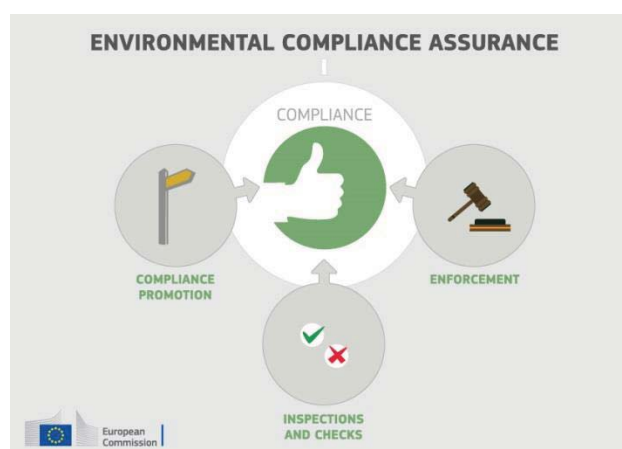 ENVIRONMENTAL COMPLIANCE ASSURANCE
COMPLIANCE
COMPLIANCE
PROMOTION
ENFORCEMENT
INSPECTIONS
AND CHECKS
European
Commission